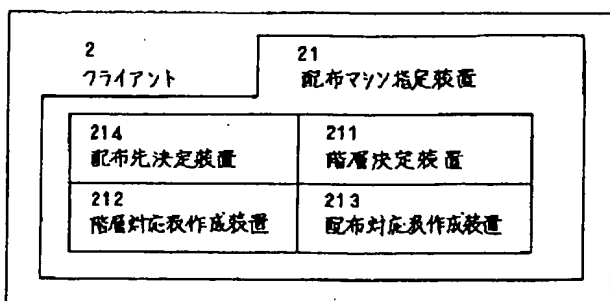 2
クライアント
21
配布マシン指定装置
214
配布先決定装置
211
階層決定装置
212
階層対応表作成装置
213
配布対応表作成装置